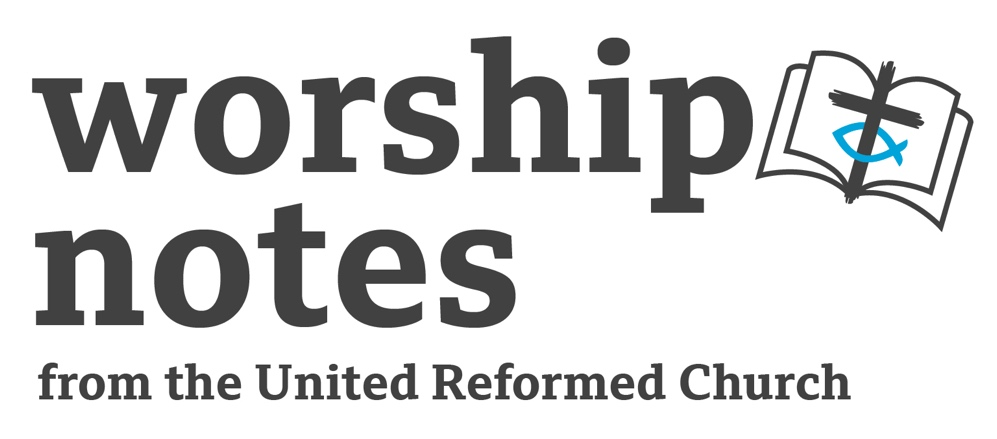 worship
notes
from the United Reformed Church